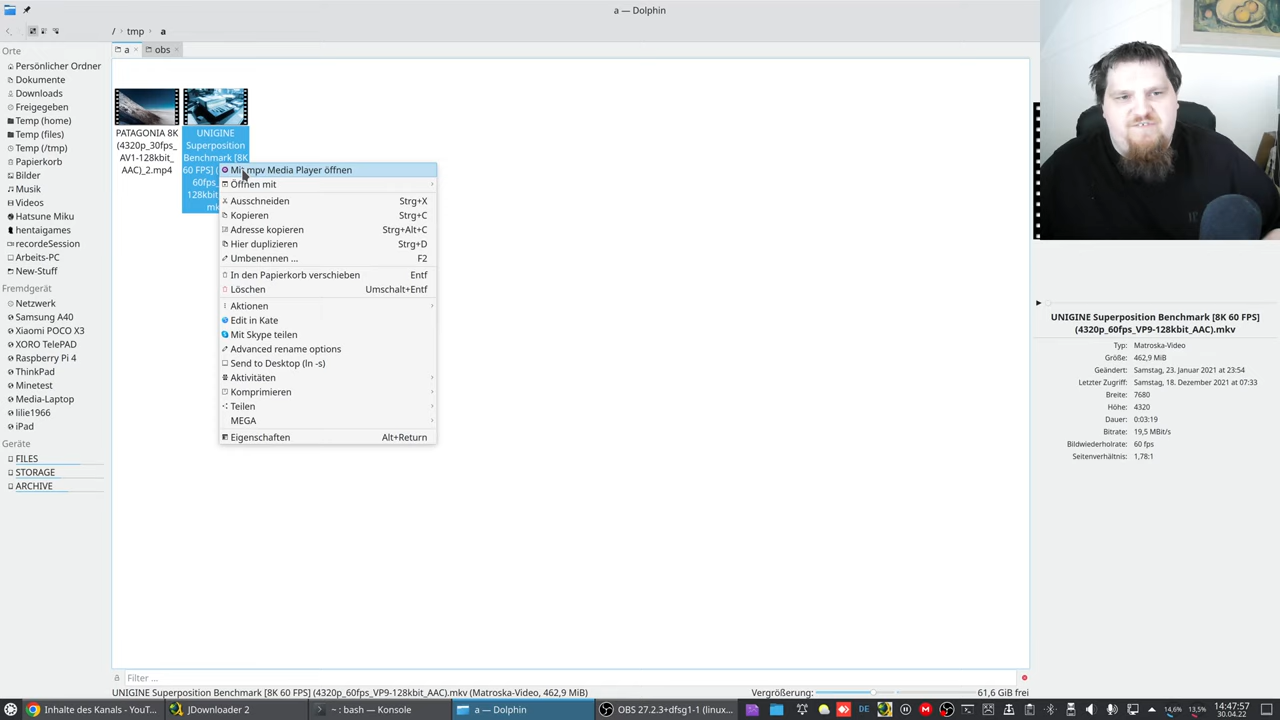 a — Dolphin
/ tmp a
a
obs
Orte
Persönlicher Ordner
Dokumente
Downloads
Freigegeben
Temp (home)
Temp (files)
Temp (/tmp)
Papierkorb
Bilder
Musik
Videos
Hatsune Miku
hentaigames
recordeSession
Arbeits-PC
New-Stuff
Fremdgerät
Netzwerk
Samsung A40
Xiaomi POCO X3
XORO TelePAD
Raspberry Pi 4
ThinkPad
Minetest
Media-Laptop
lilie1966
iPad
Geräte
FILES
STORAGE
ARCHIVE
PATAGONIA 8K
(4320p_30fps_
AV1-128kbit_
AAC)_2.mp4
UNIGINE
Superposition
Benchmark [8K
60 FPS]
60fps_
128kbit
Mit mpv Media Player öffnen
Öffnen mit
Ausschneiden Strg+X
Kopieren Strg+C
Adresse kopieren Strg+Alt+C
Hier duplizieren Strg+D
Umbenennen ... F2
In den Papierkorb verschieben Entf
Löschen Umschalt+Entf
Aktionen
Edit in Kate
Mit Skype teilen
Advanced rename options
Send to Desktop (ln -s)
Aktivitäten
Komprimieren
Teilen
MEGA
Eigenschaften Alt+Return
UNIGINE Superposition Benchmark [8K 60 FPS]
(4320p_60fps_VP9-128kbit_AAC).mkv
Typ: Matroska-Video
Größe: 462,9 MiB
Geändert: Samstag, 23. Januar 2021 at 23:54
Letzter Zugriff: Samstag, 18. Dezember 2021 at 07:33
Breite: 7680
Höhe: 4320
Dauer: 0:03:19
Bitrate: 19,5 MBit/s
Bildwiederholrate: 60 fps
Seitenverhältnis: 1,78:1
Filter ...
UNIGINE Superposition Benchmark [8K 60 FPS] (4320p_60fps_VP9-128kbit_AAC).mkv (Matroska-Video, 462,9 MiB)
Vergrößerung:
61,6 GiB frei
Inhalte des Kanals - YouT...
JDownloader 2
~ : bash — Konsole
a — Dolphin
OBS 27.2.3+dfsg1-1 (linux...
DE
14,6%
13,5%
14:47:57
30.04.22